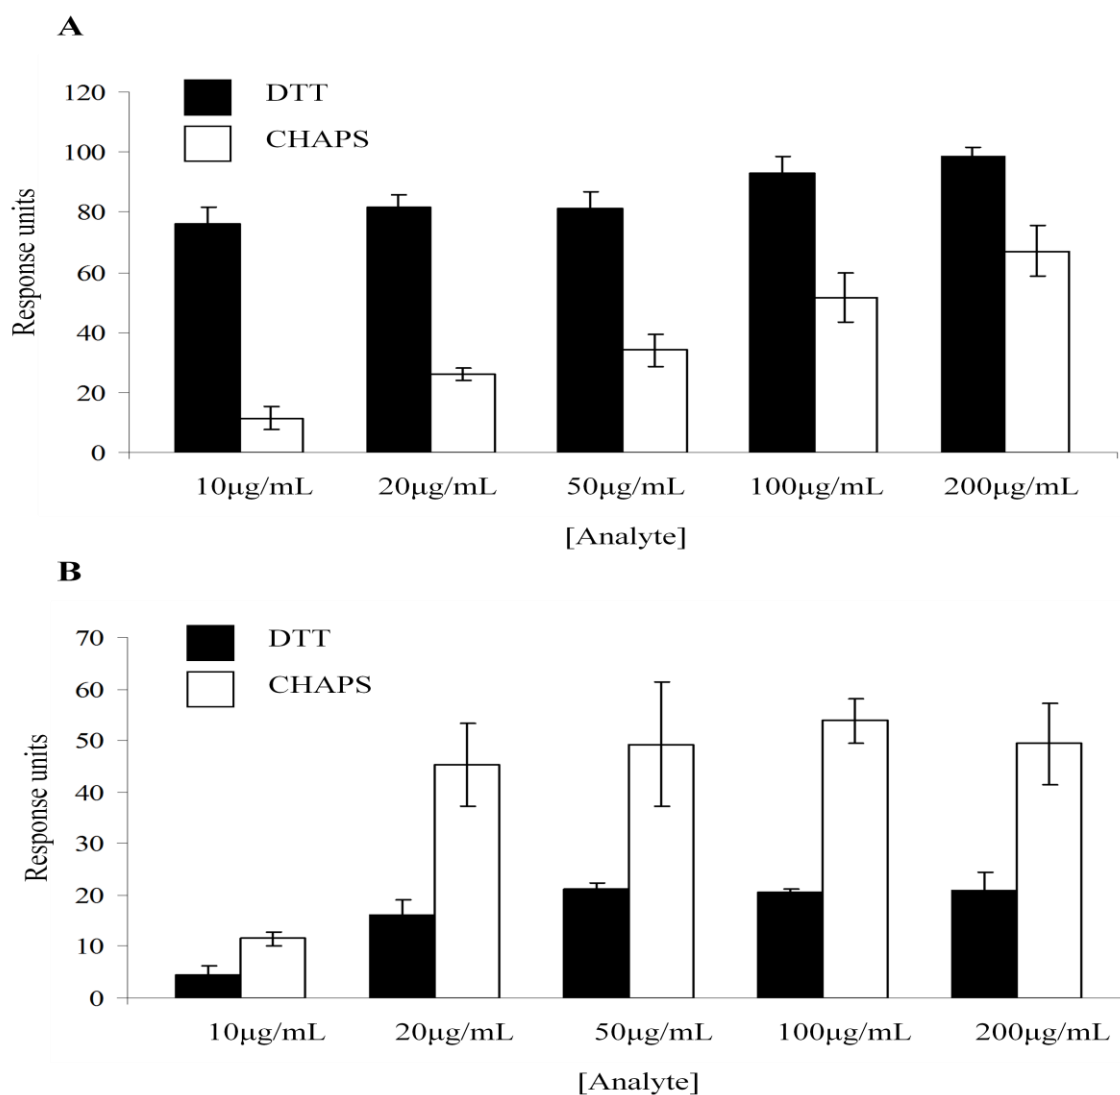 A
DTT
CHAPS
120
100
80
60
40
20
0
Response units
10µg/mL 20µg/mL 50µg/mL 100µg/mL 200µg/mL
[Analyte]
B
DTT
CHAPS
70
60
50
40
30
20
10
0
Response units
10µg/mL 20µg/mL 50µg/mL 100µg/mL 200µg/mL
[Analyte]